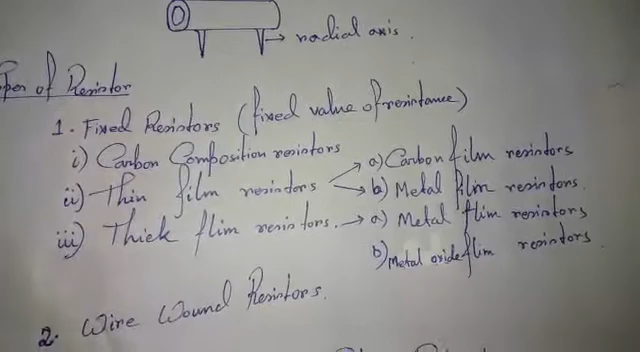 → radial axis.
of Resistor
1. Fixed Resistors (fixed value of resistance)
i) Carbon Composition resistors
ii) Thin film resistors
a) Carbon film resistors
b) Metal film resistors.
iii) Thick flim resistors. → a) Metal flim resistors
b) Metal oxide flim resistors.
2. Wire Wound Resistors.